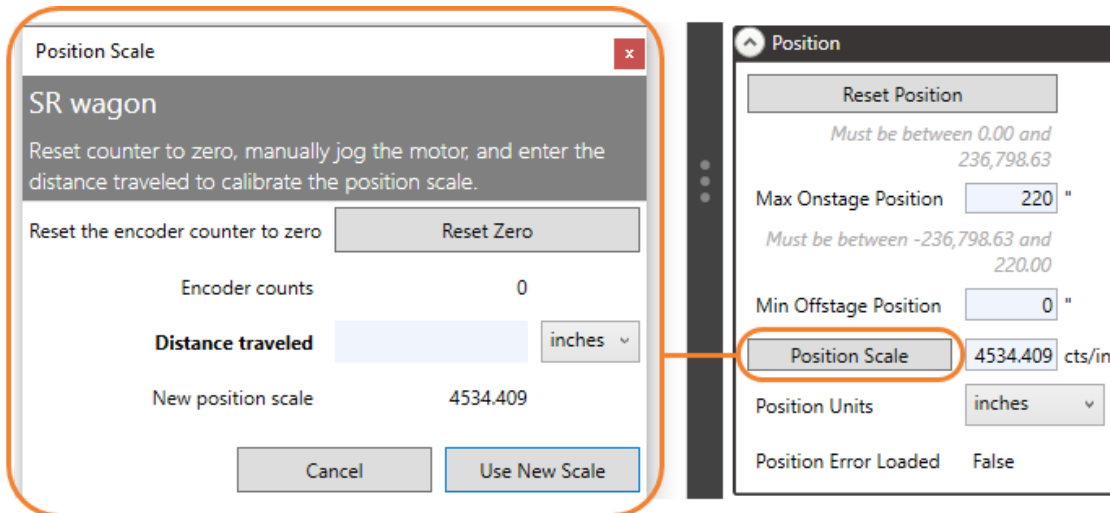 Position Scale
x
SR wagon
Reset counter to zero, manually jog the motor, and enter the
distance traveled to calibrate the position scale.
Reset the encoder counter to zero Reset Zero
Encoder counts 0
Distance traveled inches
New position scale 4534.409
Cancel Use New Scale
Position
Reset Position
Must be between 0.00 and
236,798.63
Max Onstage Position 220 "
Must be between -236,798.63 and
220.00
Min Offstage Position 0 "
Position Scale 4534.409 cts/in
Position Units inches
Position Error Loaded False